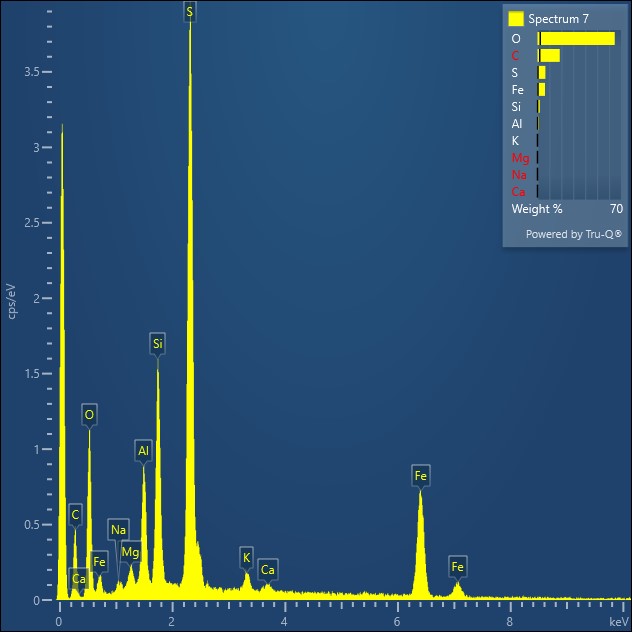 S
Spectrum 7
O
C
S
Fe
Si
Al
K
Mg
Na
Ca
Weight % 70
Powered by Tru-Q®
3.5
3
2.5
2
1.5
1
0.5
0
cps/eV
Si
O
Al
Fe
C
Na
Mg
K
Fe
Ca
Fe
Ca
0 2 4 6 8 keV